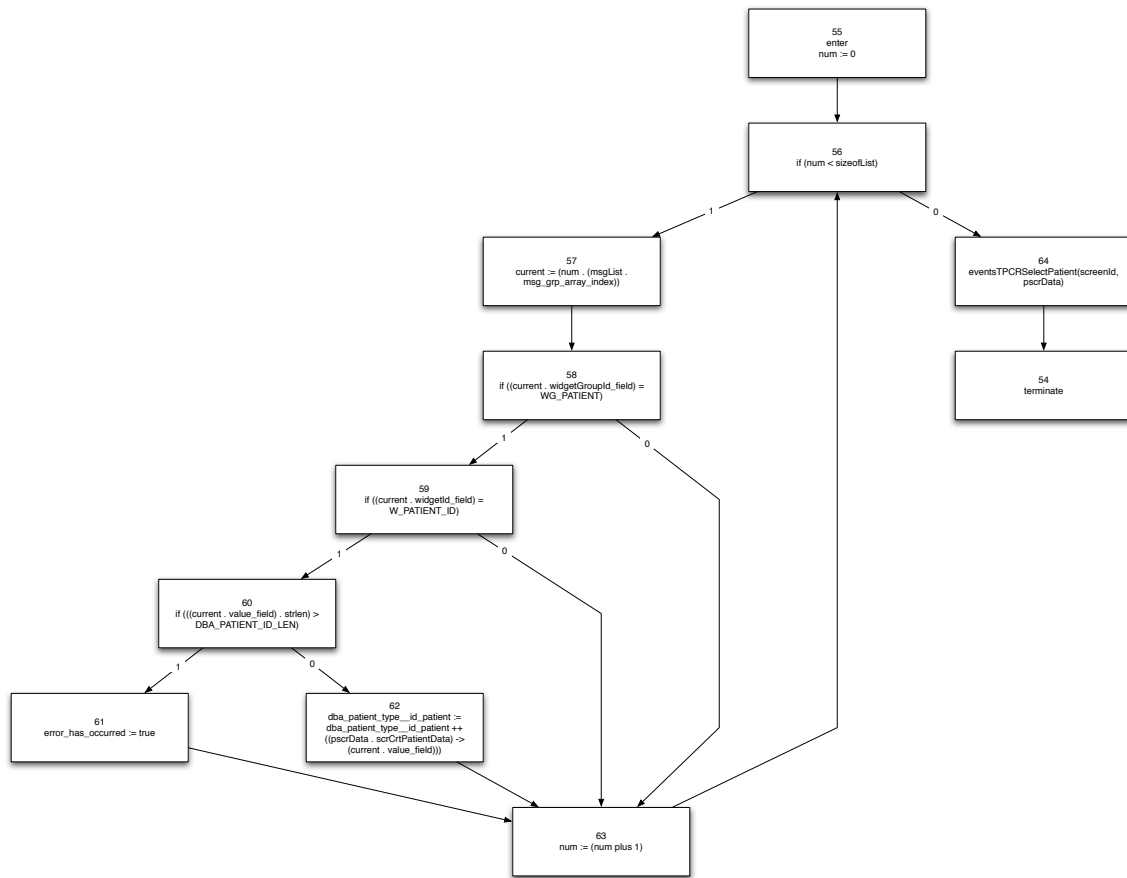 55
enter
num := 0
56
if (num < sizeofList)
1
0
57
current := (num . (msgList .
msg_grp_array_index))
64
eventsTPCRSelectPatient(screenId,
pscrData)
58
if ((current . widgetGroupId_field) =
WG_PATIENT)
54
terminate
1
0
59
if ((current . widgetId_field) =
W_PATIENT_ID)
1
0
60
if (((current . value_field) . strlen) >
DBA_PATIENT_ID_LEN)
1
0
61
error_has_occurred := true
62
dba_patient_type__id_patient :=
dba_patient_type__id_patient ++
((pscrData . scrCrtPatientData) ->
(current . value_field)))
63
num := (num plus 1)